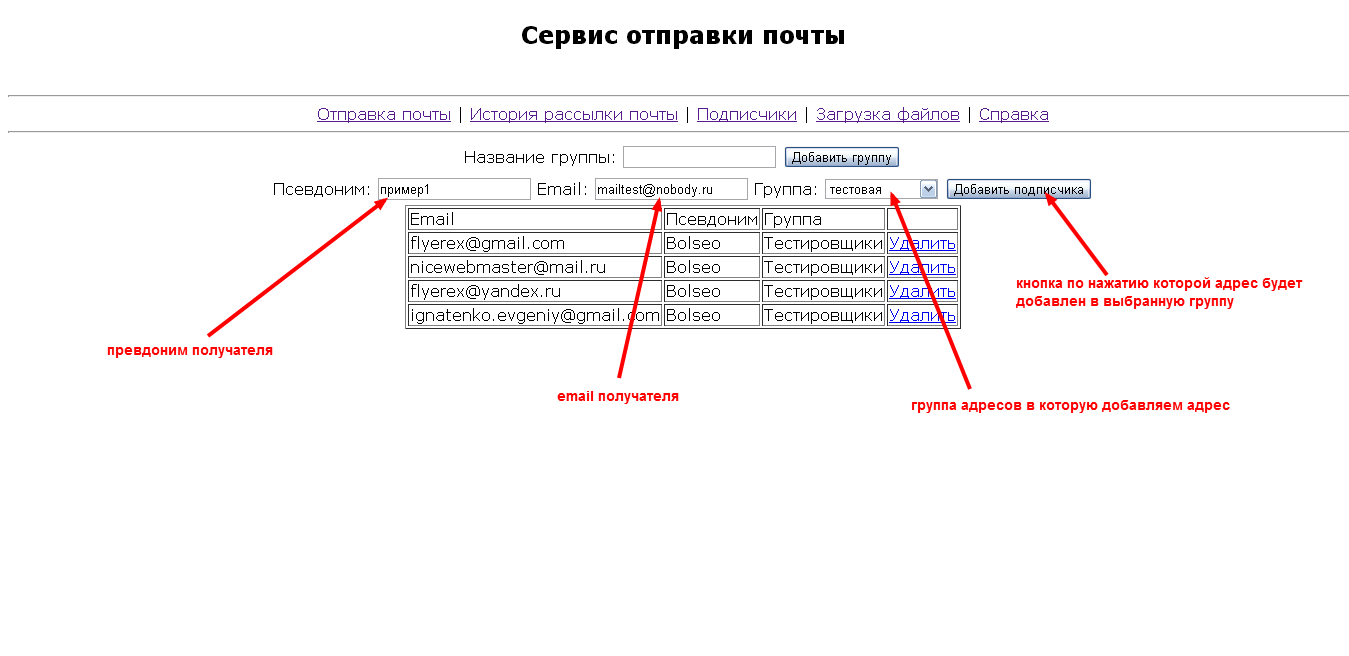 Сервис отправки почты
Отправка почты | История рассылки почты | Подписчики | Загрузка файлов | Справка
Название группы: Добавить группу
Псевдоним: пример1 Email: mailtest@nobody.ru Группа: тестовая Добавить подписчика
Email Псевдоним Группа
flyerex@gmail.com Bolseo Тестировщики Удалить
nicewebmaster@mail.ru Bolseo Тестировщики Удалить
flyerex@yandex.ru Bolseo Тестировщики Удалить
ignatenko.evgeniy@gmail.com Bolseo Тестировщики Удалить
кнопка по нажатию которой адрес будет
добавлен в выбранную группу
превдоним получателя
email получателя
группа адресов в которую добавляем адрес